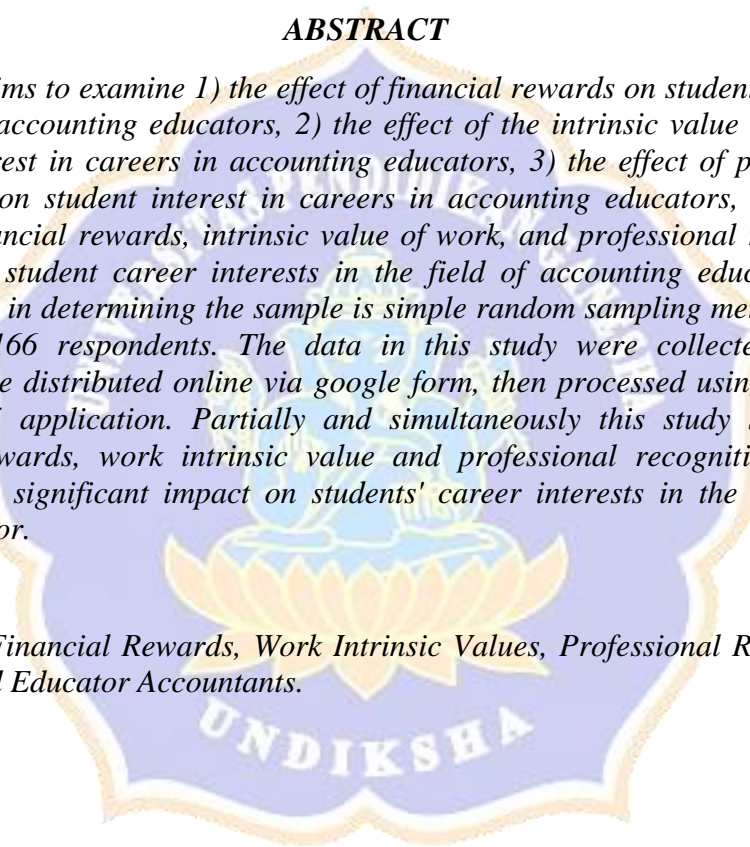 ABSTRACT
ims to examine 1) the effect of financial rewards on studen
accounting educators, 2) the effect of the intrinsic value
rest in careers in accounting educators, 3) the effect of p
on student interest in careers in accounting educators,
ancial rewards, intrinsic value of work, and professional
student career interests in the field of accounting educ
in determining the sample is simple random sampling me
166 respondents. The data in this study were collecte
e distributed online via google form, then processed using
application. Partially and simultaneously this study
wards, work intrinsic value and professional recogniti
significant impact on students' career interests in the
or.
Financial Rewards, Work Intrinsic Values, Professional R
l Educator Accountants.
UNIVERSITAS PENDIDIKAN GANESHA
UNDIKSHA